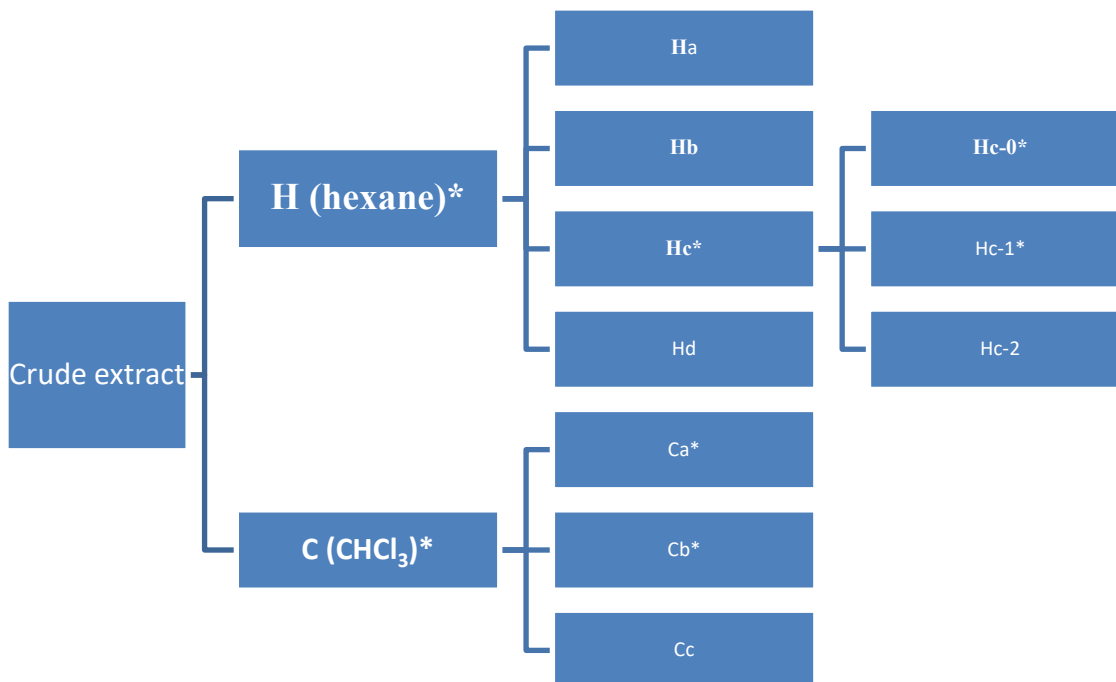 Crude extract
H (hexane)*
Ha
Hb
Hc*
Hd
Hc-0*
Hc-1*
Hc-2
C (CHCl₃)*
Ca*
Cb*
Cc